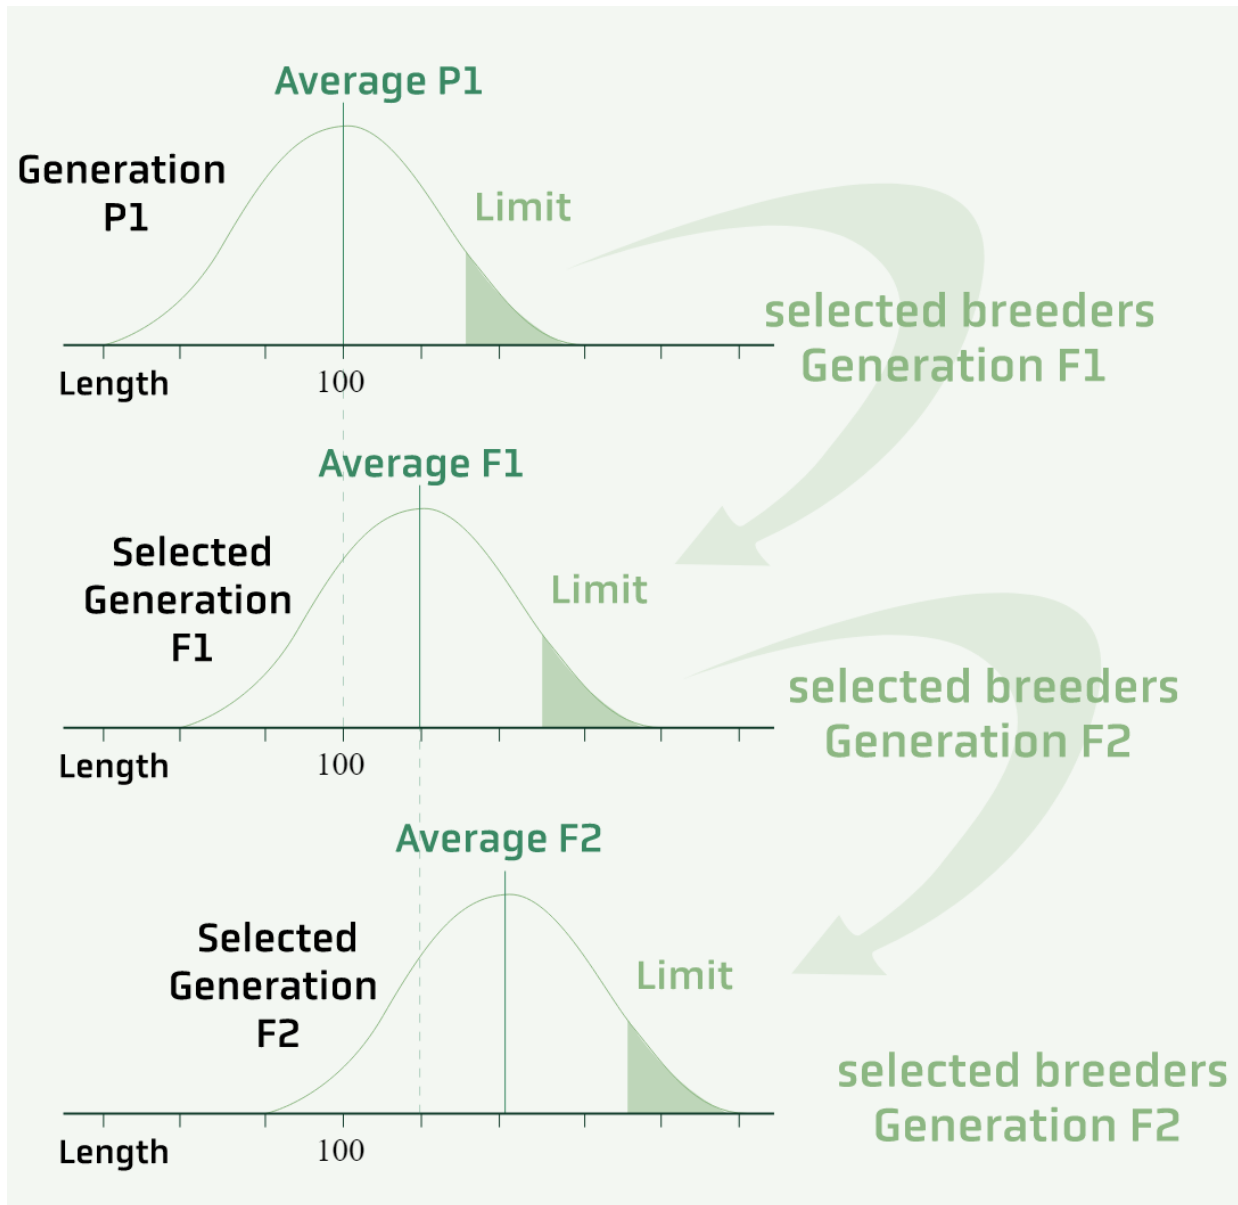 Average P1
Generation
P1
Limit
selected breeders
Generation F1
Length
100
Average F1
Selected
Generation
F1
Limit
selected breeders
Generation F2
Length
100
Average F2
Selected
Generation
F2
Limit
selected breeders
Generation F2
Length
100